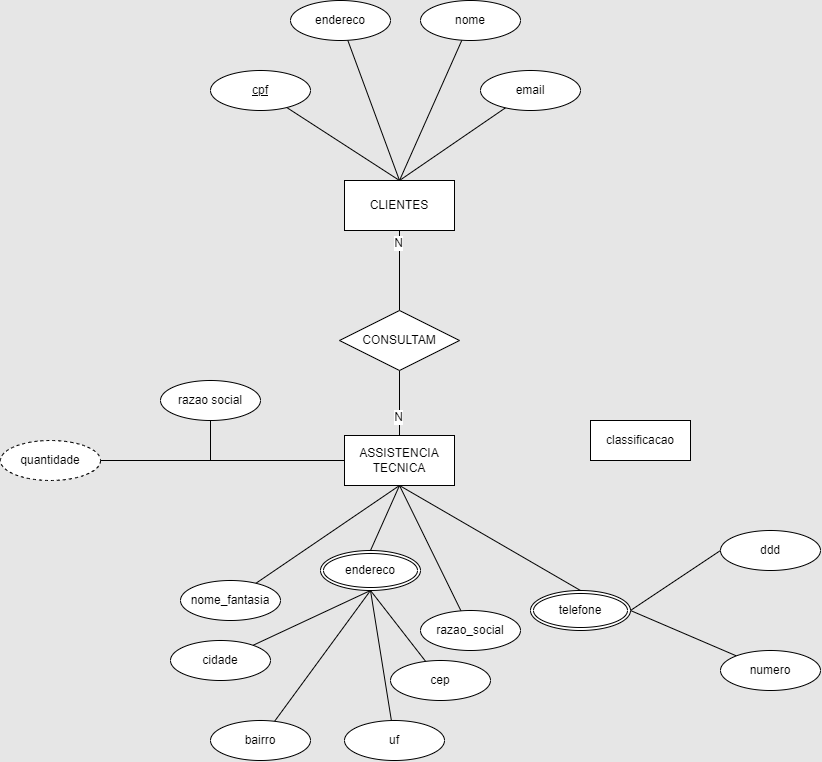 endereco
nome
cpf
email
CLIENTES
N
CONSULTAM
razao social
N
quantidade
ASSISTENCIA
TECNICA
classificacao
ddd
endereco
nome_fantasia
telefone
razao_social
cidade
cep
numero
bairro
uf